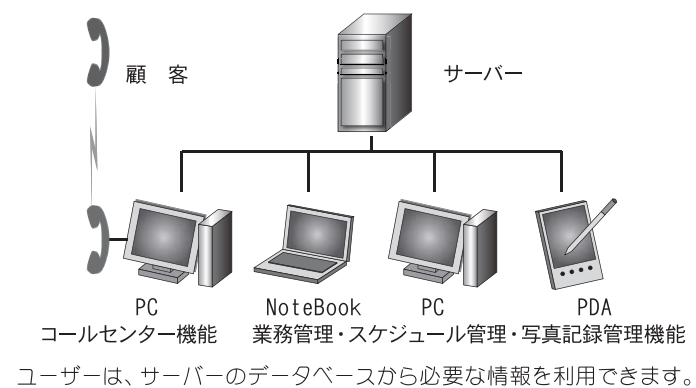 顧　客
サーバー
PC NoteBook PC PDA
コールセンター機能 業務管理・スケジュール管理・写真記録管理機能
ユーザーは、サーバーのデータベースから必要な情報を利用できます。